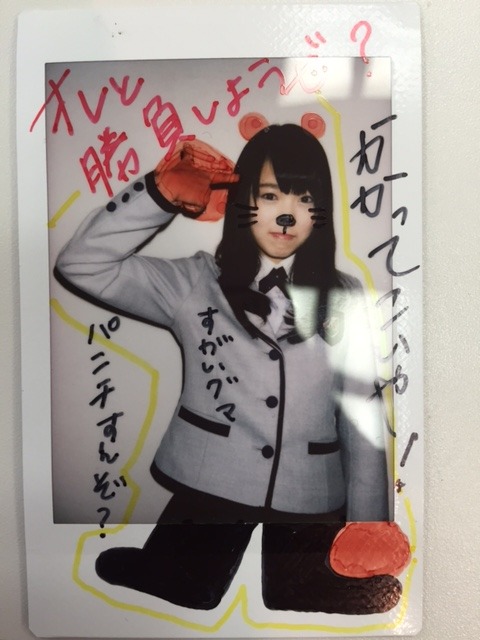 オレと
勝負しようぜ?
かかってこいや!
すがいグマ
パンチすんぞ?